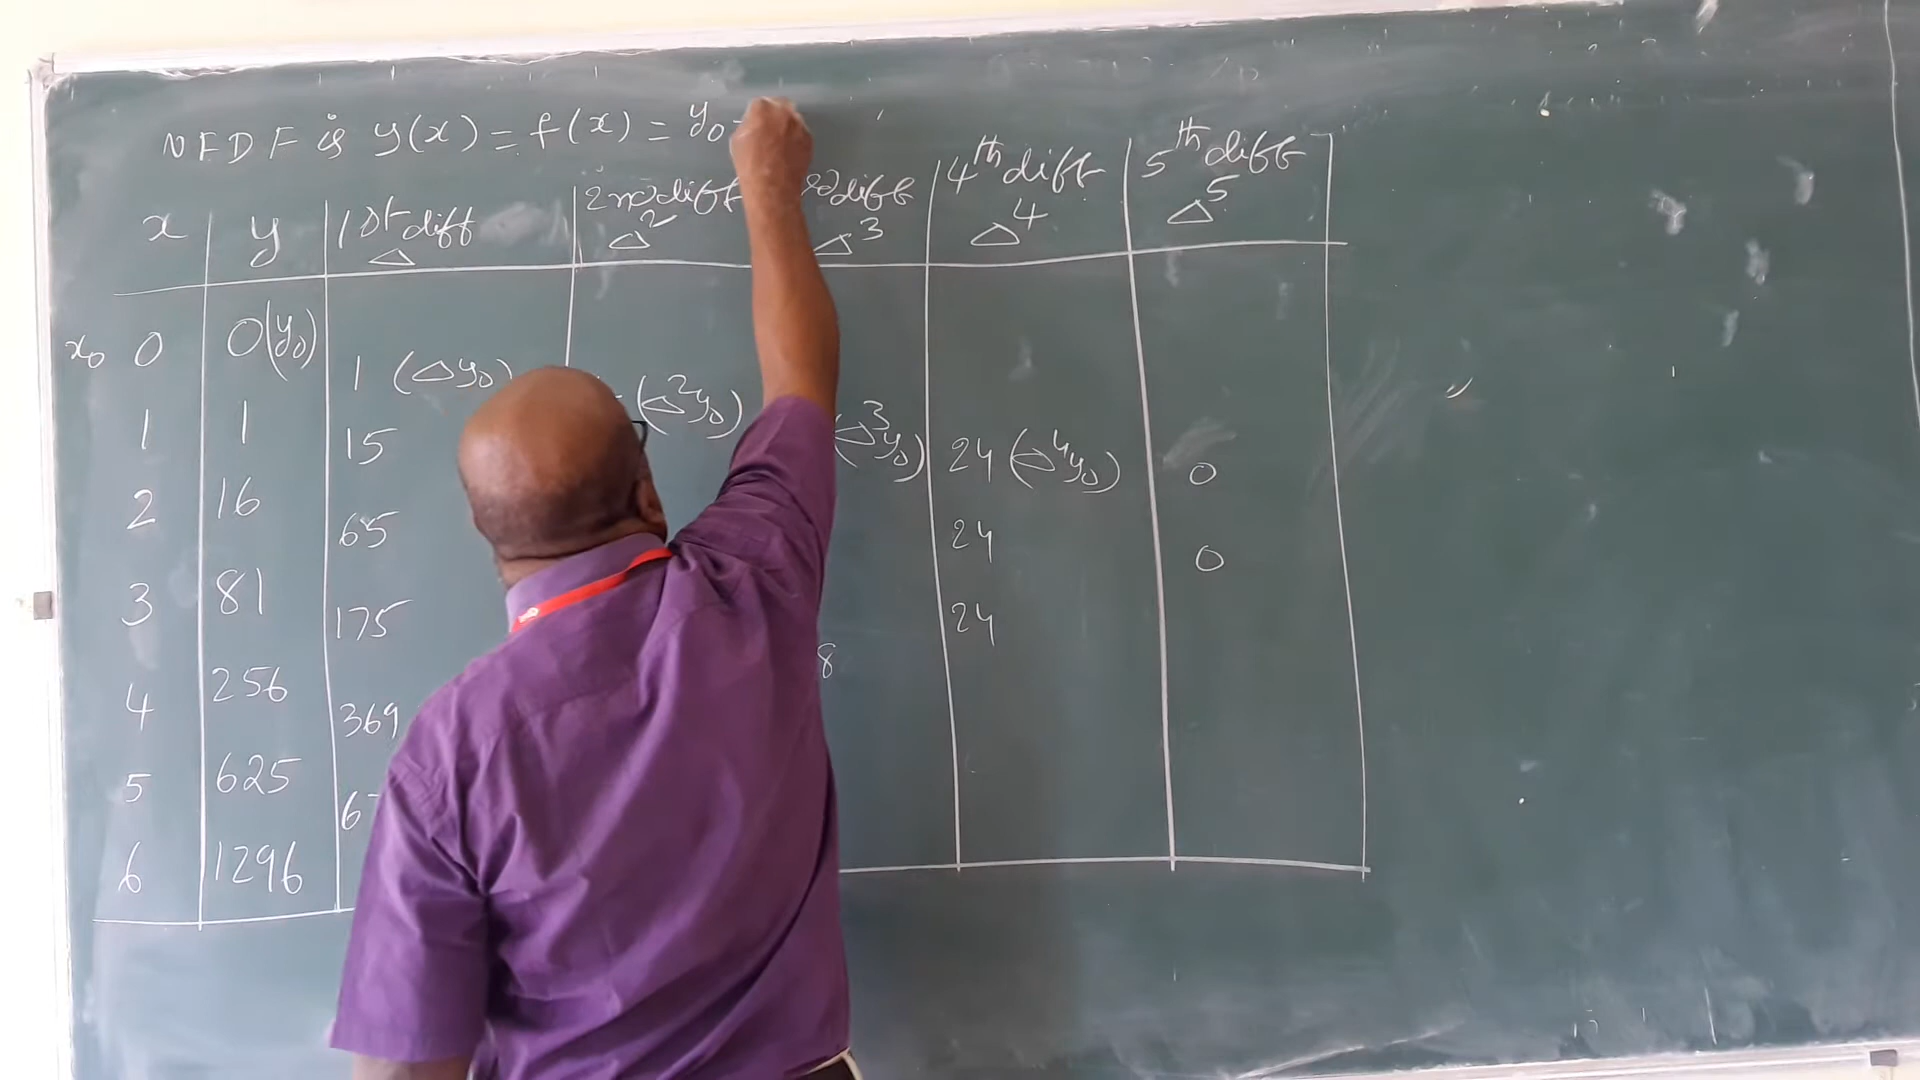 NFDF is y(x) = f(x) = y₀
x y 1st diff Δ 2nd diff Δ² diff Δ³ 4th diff Δ⁴ 5th diff Δ⁵
x₀ 0 0(y₀)
1 (Δy₀) (Δ²y₀) (Δ³y₀) 24 (Δ⁴y₀) 0
1 1
15
2 16
65 24 0
3 81
175 24
8
4 256
369
5 625
6
6 1296